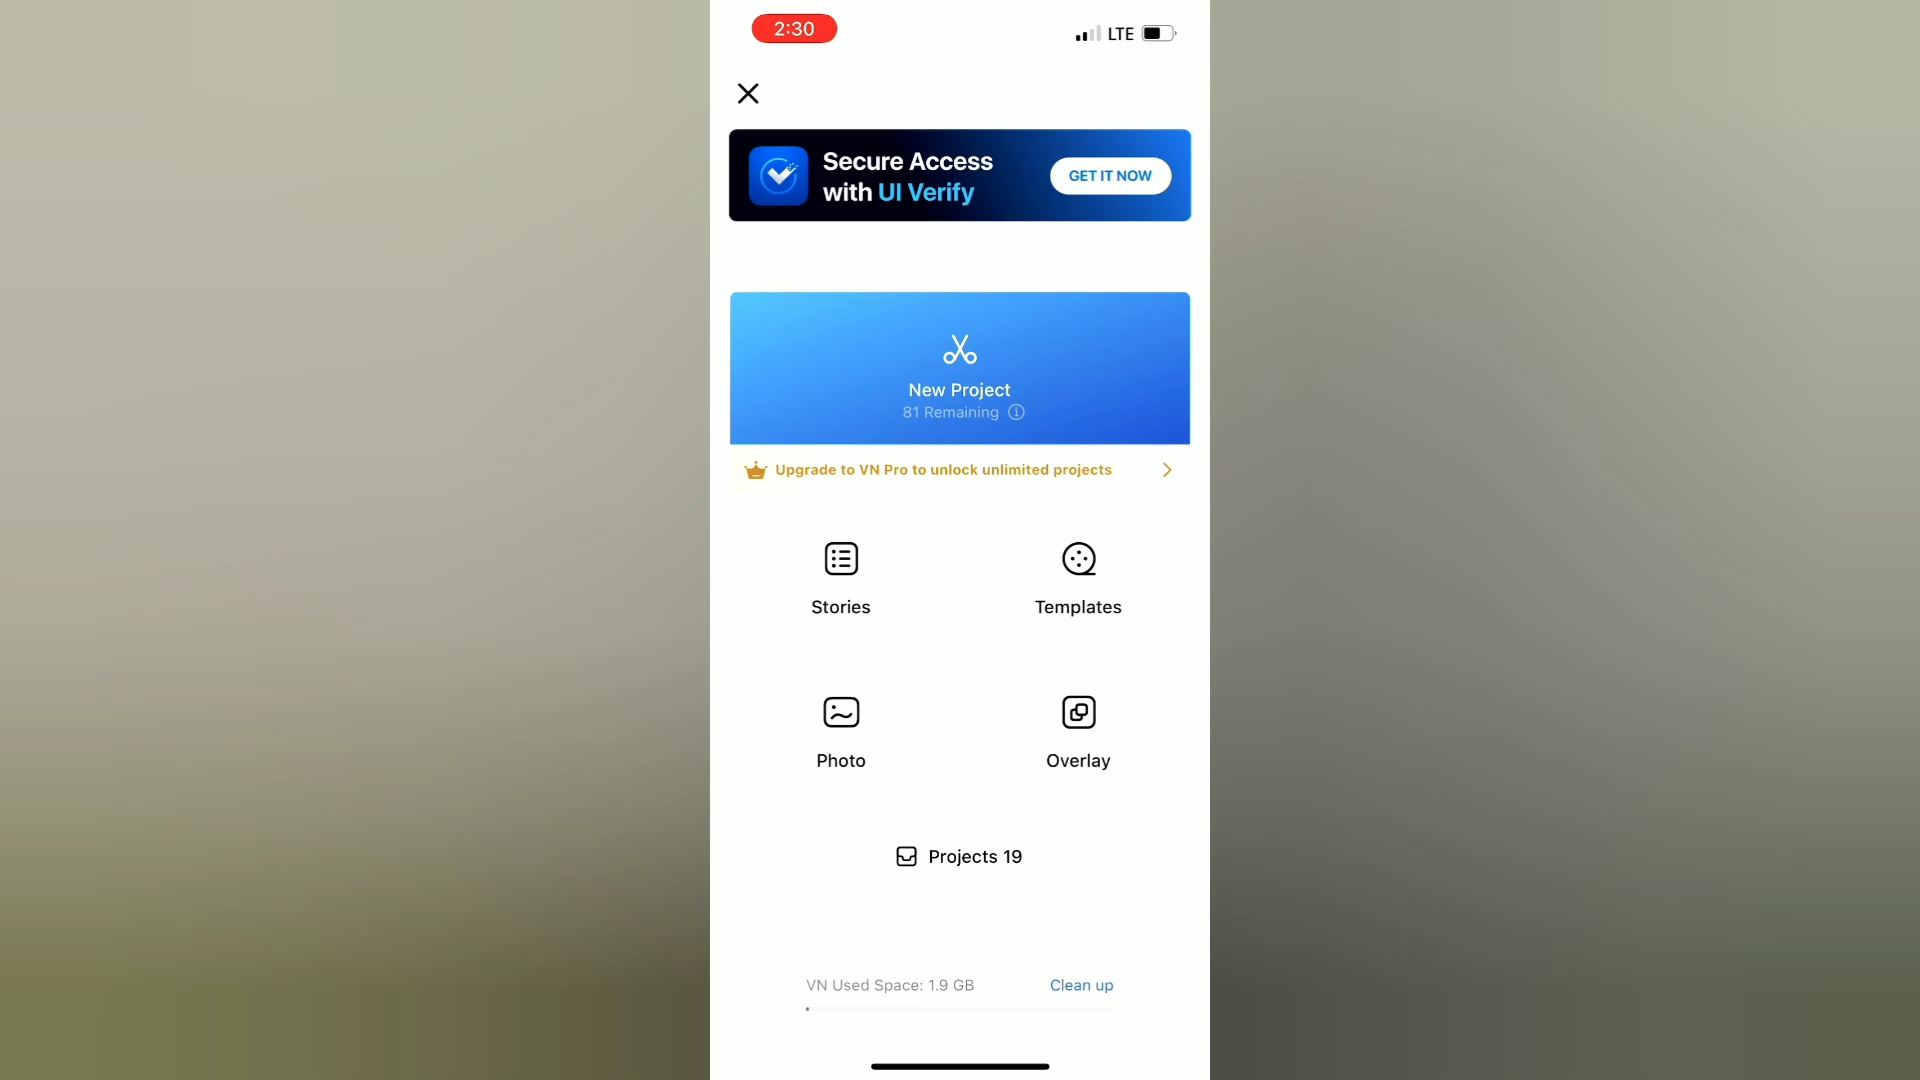 2:30
LTE
Secure Access
with UI Verify
GET IT NOW
New Project
81 Remaining
Upgrade to VN Pro to unlock unlimited projects
Stories
Templates
Photo
Overlay
Projects 19
VN Used Space: 1.9 GB
Clean up